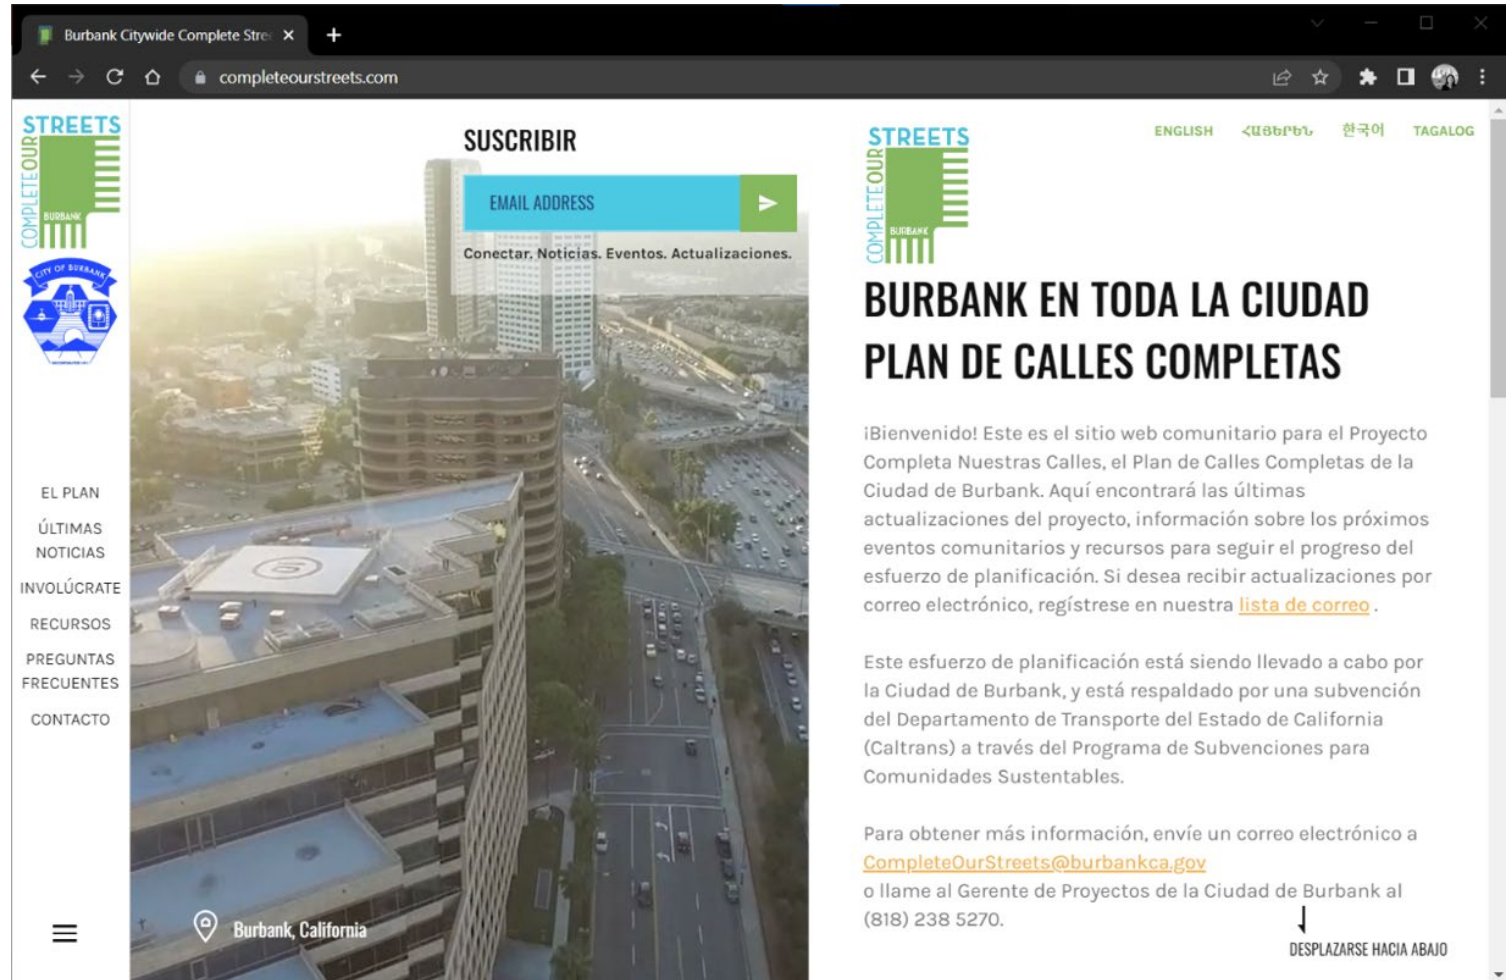 Burbank Citywide Complete Stre
completeourstreets.com
STREETS
COMPLETEOUR
BURBANK
CITY OF BURBANK
EL PLAN
ÚLTIMAS
NOTICIAS
INVOLÚCRATE
RECURSOS
PREGUNTAS
FRECUENTES
CONTACTO
SUSCRIBIR
EMAIL ADDRESS
Conectar. Noticias. Eventos. Actualizaciones.
Burbank, California
STREETS
COMPLETEOUR
BURBANK
ENGLISH ՀԱՅԵՐԵՆ 한국어 TAGALOG
BURBANK EN TODA LA CIUDAD
PLAN DE CALLES COMPLETAS
¡Bienvenido! Este es el sitio web comunitario para el Proyecto
Completa Nuestras Calles, el Plan de Calles Completas de la
Ciudad de Burbank. Aquí encontrará las últimas
actualizaciones del proyecto, información sobre los próximos
eventos comunitarios y recursos para seguir el progreso del
esfuerzo de planificación. Si desea recibir actualizaciones por
correo electrónico, regístrese en nuestra lista de correo .
Este esfuerzo de planificación está siendo llevado a cabo por
la Ciudad de Burbank, y está respaldado por una subvención
del Departamento de Transporte del Estado de California
(Caltrans) a través del Programa de Subvenciones para
Comunidades Sustentables.
Para obtener más información, envíe un correo electrónico a
CompleteOurStreets@burbankca.gov
o llame al Gerente de Proyectos de la Ciudad de Burbank al
(818) 238 5270.
DESPLAZARSE HACIA ABAJO